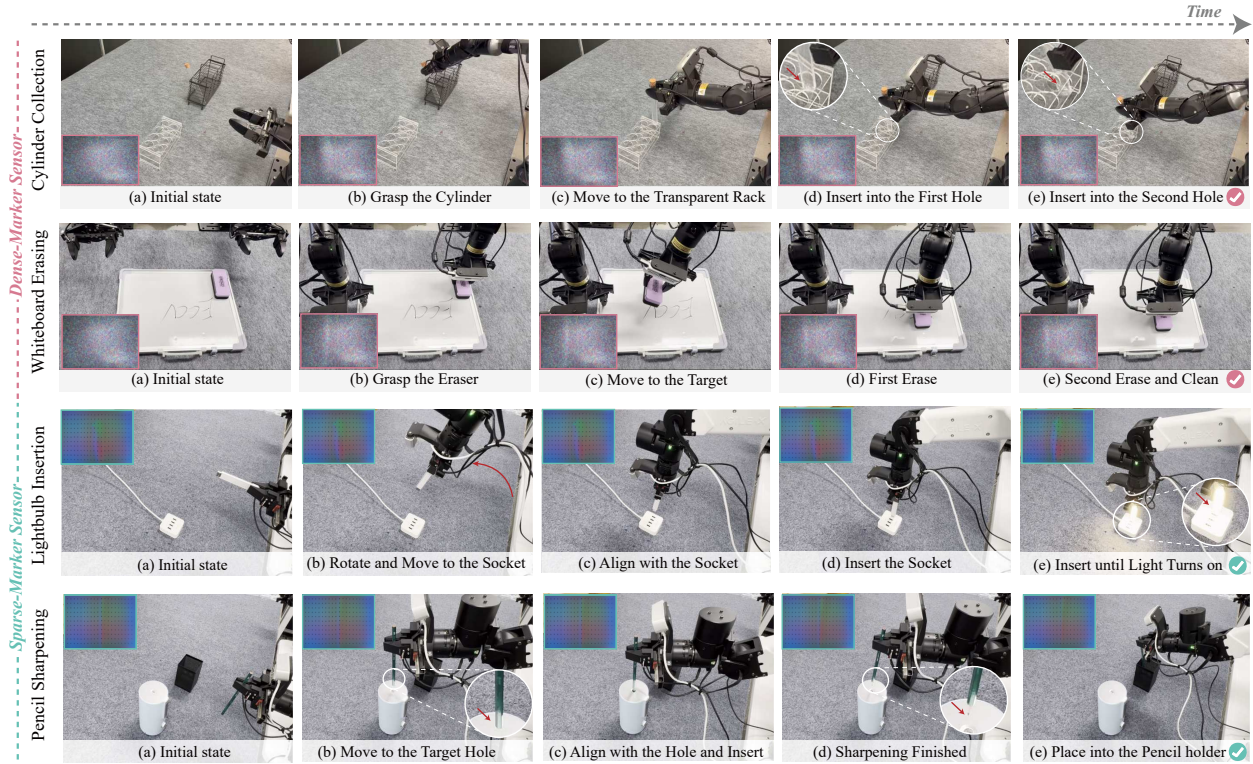 Time
Dense-Marker Sensor
Sparse-Marker Sensor
Cylinder Collection
(a) Initial state
(b) Grasp the Cylinder
(c) Move to the Transparent Rack
(d) Insert into the First Hole
(e) Insert into the Second Hole
Whiteboard Erasing
(a) Initial state
(b) Grasp the Eraser
(c) Move to the Target
(d) First Erase
(e) Second Erase and Clean
Lightbulb Insertion
(a) Initial state
(b) Rotate and Move to the Socket
(c) Align with the Socket
(d) Insert the Socket
(e) Insert until Light Turns on
Pencil Sharpening
(a) Initial state
(b) Move to the Target Hole
(c) Align with the Hole and Insert
(d) Sharpening Finished
(e) Place into the Pencil holder